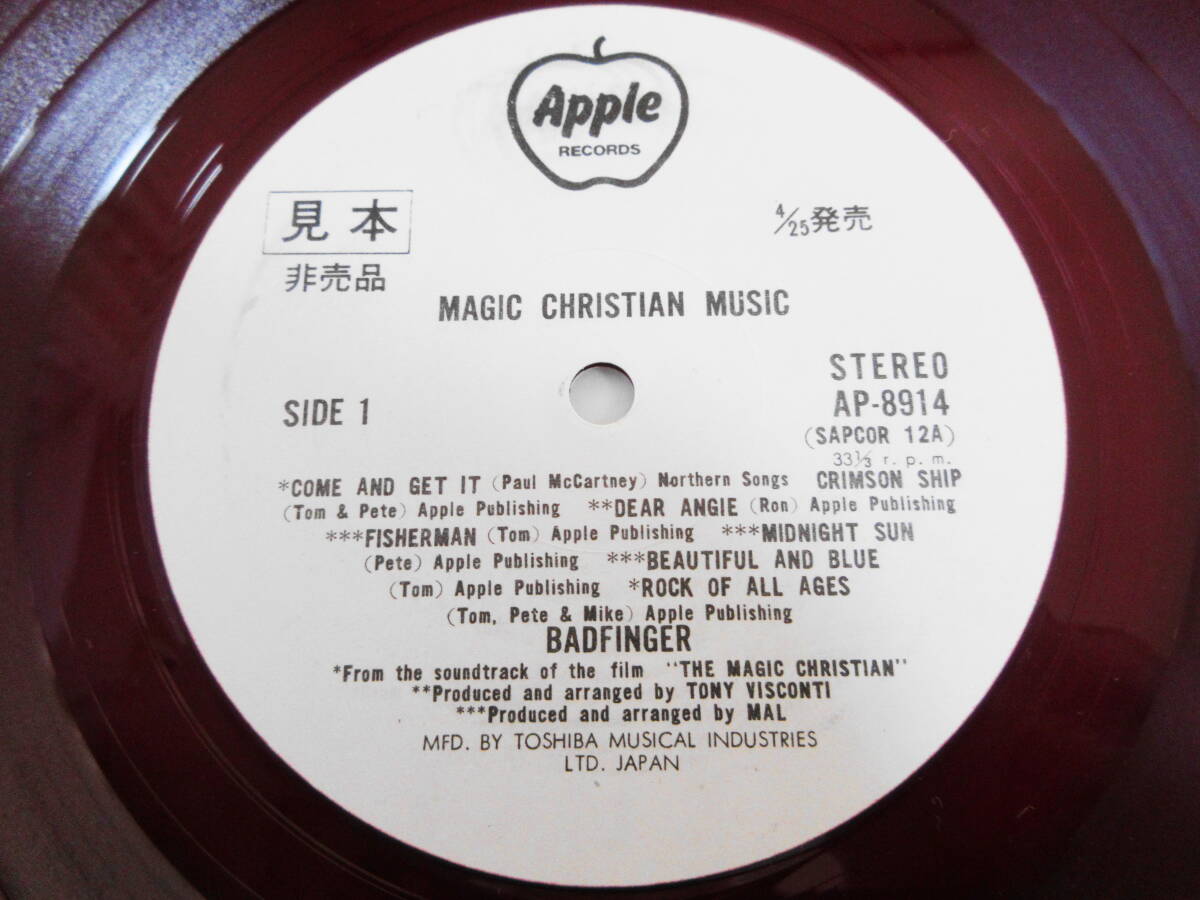 Apple
RECORDS
見本
4/25発売
非売品
MAGIC CHRISTIAN MUSIC
STEREO
SIDE 1
AP-8914
(SAPCOR 12A)
33⅓ r. p. m.
*COME AND GET IT (Paul McCartney) Northern Songs CRIMSON SHIP
(Tom & Pete) Apple Publishing **DEAR ANGIE (Ron) Apple Publishing
***FISHERMAN (Tom) Apple Publishing ***MIDNIGHT SUN
(Pete) Apple Publishing ***BEAUTIFUL AND BLUE
(Tom) Apple Publishing *ROCK OF ALL AGES
(Tom, Pete & Mike) Apple Publishing
BADFINGER
*From the soundtrack of the film "THE MAGIC CHRISTIAN"
**Produced and arranged by TONY VISCONTI
***Produced and arranged by MAL
MFD. BY TOSHIBA MUSICAL INDUSTRIES
LTD. JAPAN